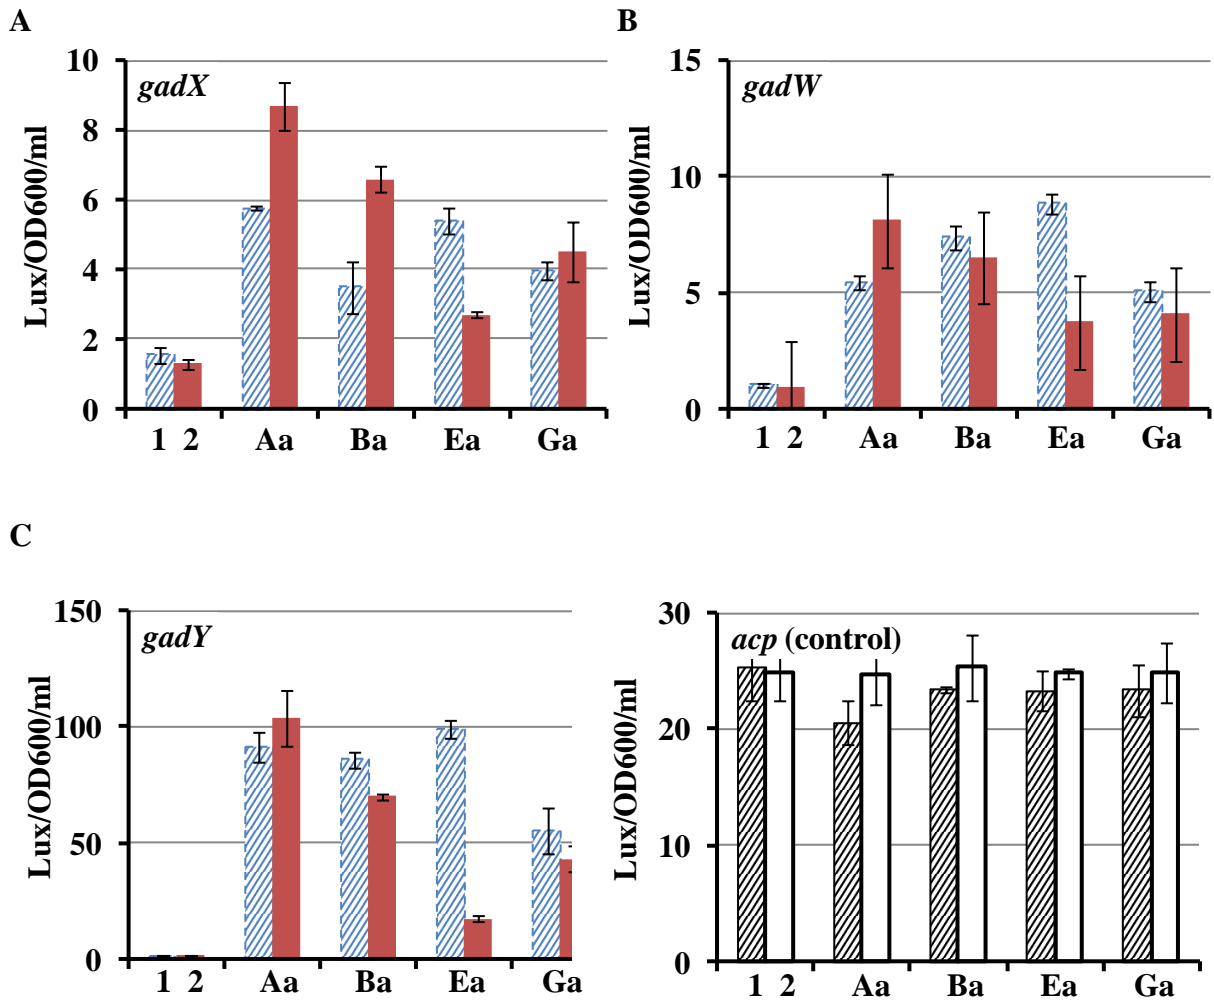 A
B
10
8
6
4
2
0
Lux/OD600/ml
gadX
1 2 Aa Ba Ea Ga
15
10
5
0
Lux/OD600/ml
gadW
1 2 Aa Ba Ea Ga
C
150
100
50
0
Lux/OD600/ml
gadY
1 2 Aa Ba Ea Ga
30
20
10
0
Lux/OD600/ml
acp (control)
1 2 Aa Ba Ea Ga